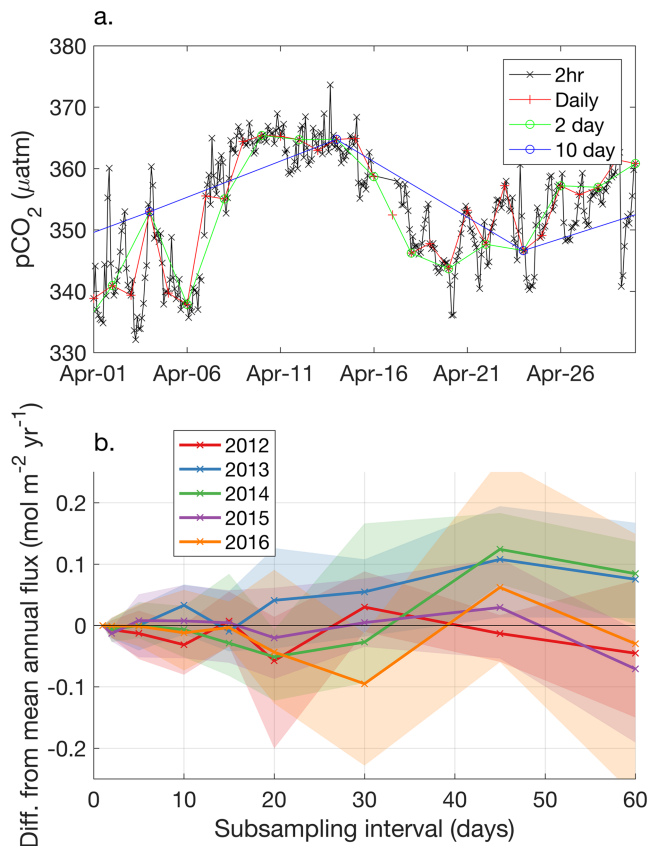 a.
380
370
360
350
340
330
pCO2 (μatm)
2hr
Daily
2 day
10 day
Apr-01 Apr-06 Apr-11 Apr-16 Apr-21 Apr-26
b.
2012
2013
2014
2015
2016
0.2
0.1
0
-0.1
-0.2
Diff. from mean annual flux (mol m−2 yr−1)
0 10 20 30 40 50 60
Subsampling interval (days)